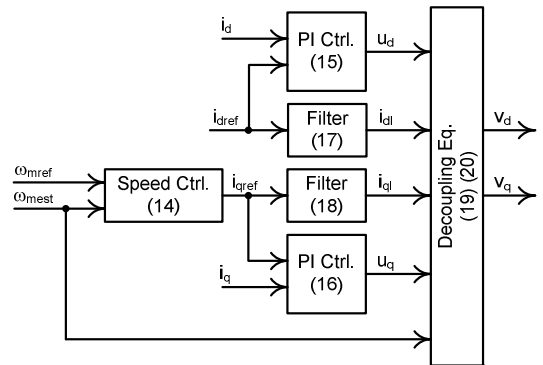 i_d
PI Ctrl.
(15)
u_d
i_dref
Filter
(17)
i_dl
v_d
ω_mref
ω_mest
Speed Ctrl.
(14)
i_qref
Filter
(18)
i_ql
v_q
i_q
PI Ctrl.
(16)
u_q
Decoupling Eq.
(19) (20)